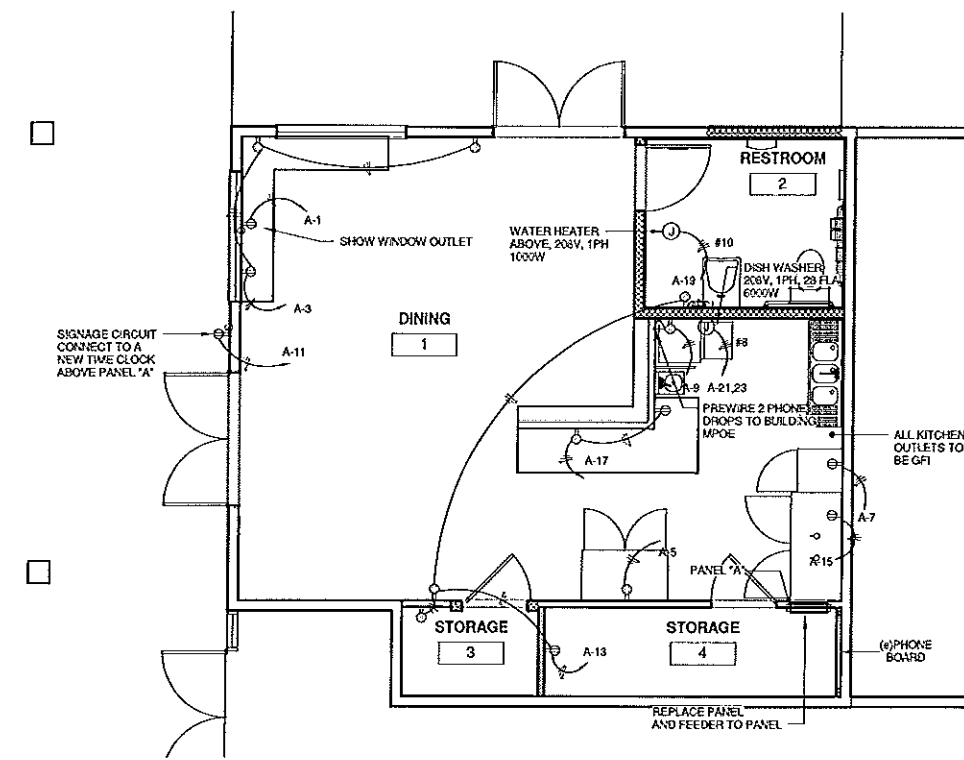 RESTROOM
2
WATER HEATER
ABOVE, 208V, 1PH
1000W
J
#10
A-1
SHOW WINDOW OUTLET
A-19
DISH WASHER
208V, 1PH, 28 FLA,
6000W
A-3
SIGNAGE CIRCUIT
CONNECT TO A
NEW TIME CLOCK
ABOVE PANEL "A"
A-11
DINING
1
J
#8
A-9
A-21,23
PREWIRE 2 PHONE
DROPS TO BUILDING
MPOE
ALL KITCHEN
OUTLETS TO
BE GFI
A-17
A-7
A-5
A-15
PANEL "A"
STORAGE
3
STORAGE
4
A-13
(e)PHONE
BOARD
REPLACE PANEL
AND FEEDER TO PANEL